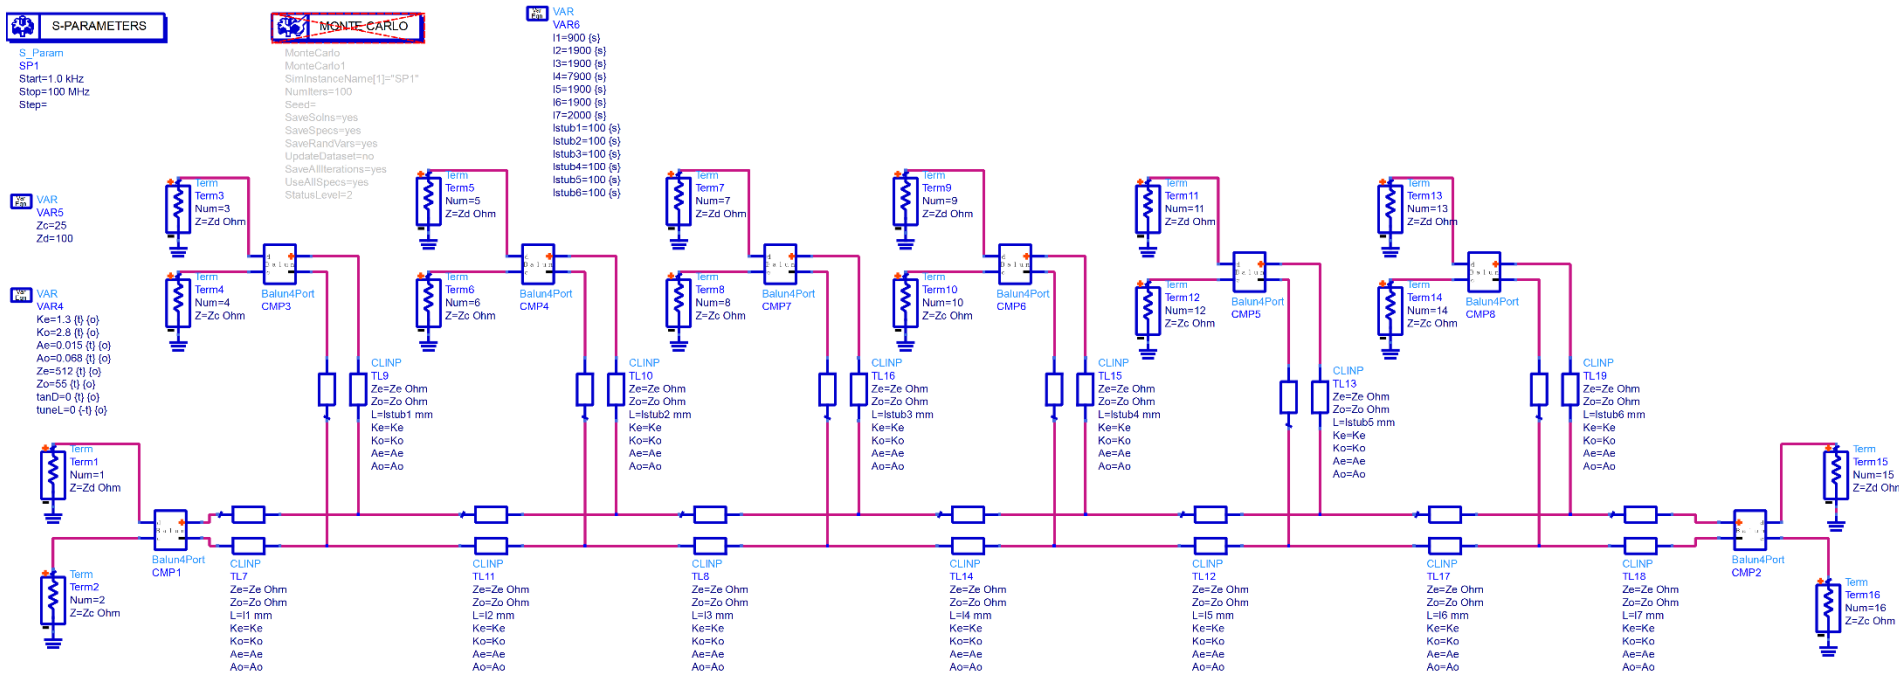 S-PARAMETERS
S_Param
SP1
Start=1.0 kHz
Stop=100 MHz
Step=
MONTE CARLO
MonteCarlo
MonteCarlo1
SimInstanceName[1]="SP1"
NumIters=100
Seed=
SaveSolns=yes
SaveSpecs=yes
SaveRandVars=yes
UpdateDataset=no
SaveAllIterations=yes
UseAllSpecs=yes
StatusLevel=2
Var
Eqn
VAR
VAR6
l1=900 {s}
l2=1900 {s}
l3=1900 {s}
l4=7900 {s}
l5=1900 {s}
l6=1900 {s}
l7=2000 {s}
lstub1=100 {s}
lstub2=100 {s}
lstub3=100 {s}
lstub4=100 {s}
lstub5=100 {s}
lstub6=100 {s}
Var
Eqn
VAR
VAR5
Zc=25
Zd=100
Var
Eqn
VAR
VAR4
Ke=1.3 {t} {o}
Ko=2.8 {t} {o}
Ae=0.015 {t} {o}
Ao=0.068 {t} {o}
Ze=512 {t} {o}
Zo=55 {t} {o}
tanD=0 {t} {o}
tuneL=0 {-t} {o}
Term
Term3
Num=3
Z=Zd Ohm
Term
Term4
Num=4
Z=Zc Ohm
Balun4Port
CMP3
Term
Term5
Num=5
Z=Zd Ohm
Term
Term6
Num=6
Z=Zc Ohm
Balun4Port
CMP4
Term
Term7
Num=7
Z=Zd Ohm
Term
Term8
Num=8
Z=Zc Ohm
Balun4Port
CMP7
Term
Term9
Num=9
Z=Zd Ohm
Term
Term10
Num=10
Z=Zc Ohm
Balun4Port
CMP6
Term
Term11
Num=11
Z=Zd Ohm
Term
Term12
Num=12
Z=Zc Ohm
Balun4Port
CMP5
Term
Term13
Num=13
Z=Zd Ohm
Term
Term14
Num=14
Z=Zc Ohm
Balun4Port
CMP8
CLINP
TL9
Ze=Ze Ohm
Zo=Zo Ohm
L=lstub1 mm
Ke=Ke
Ko=Ko
Ae=Ae
Ao=Ao
CLINP
TL10
Ze=Ze Ohm
Zo=Zo Ohm
L=lstub2 mm
Ke=Ke
Ko=Ko
Ae=Ae
Ao=Ao
CLINP
TL16
Ze=Ze Ohm
Zo=Zo Ohm
L=lstub3 mm
Ke=Ke
Ko=Ko
Ae=Ae
Ao=Ao
CLINP
TL15
Ze=Ze Ohm
Zo=Zo Ohm
L=lstub4 mm
Ke=Ke
Ko=Ko
Ae=Ae
Ao=Ao
CLINP
TL13
Ze=Ze Ohm
Zo=Zo Ohm
L=lstub5 mm
Ke=Ke
Ko=Ko
Ae=Ae
Ao=Ao
CLINP
TL19
Ze=Ze Ohm
Zo=Zo Ohm
L=lstub6 mm
Ke=Ke
Ko=Ko
Ae=Ae
Ao=Ao
Term
Term1
Num=1
Z=Zd Ohm
Term
Term2
Num=2
Z=Zc Ohm
Balun4Port
CMP1
CLINP
TL7
Ze=Ze Ohm
Zo=Zo Ohm
L=l1 mm
Ke=Ke
Ko=Ko
Ae=Ae
Ao=Ao
CLINP
TL11
Ze=Ze Ohm
Zo=Zo Ohm
L=l2 mm
Ke=Ke
Ko=Ko
Ae=Ae
Ao=Ao
CLINP
TL8
Ze=Ze Ohm
Zo=Zo Ohm
L=l3 mm
Ke=Ke
Ko=Ko
Ae=Ae
Ao=Ao
CLINP
TL14
Ze=Ze Ohm
Zo=Zo Ohm
L=l4 mm
Ke=Ke
Ko=Ko
Ae=Ae
Ao=Ao
CLINP
TL12
Ze=Ze Ohm
Zo=Zo Ohm
L=l5 mm
Ke=Ke
Ko=Ko
Ae=Ae
Ao=Ao
CLINP
TL17
Ze=Ze Ohm
Zo=Zo Ohm
L=l6 mm
Ke=Ke
Ko=Ko
Ae=Ae
Ao=Ao
CLINP
TL18
Ze=Ze Ohm
Zo=Zo Ohm
L=l7 mm
Ke=Ke
Ko=Ko
Ae=Ae
Ao=Ao
Balun4Port
CMP2
Term
Term15
Num=15
Z=Zd Ohm
Term
Term16
Num=16
Z=Zc Ohm